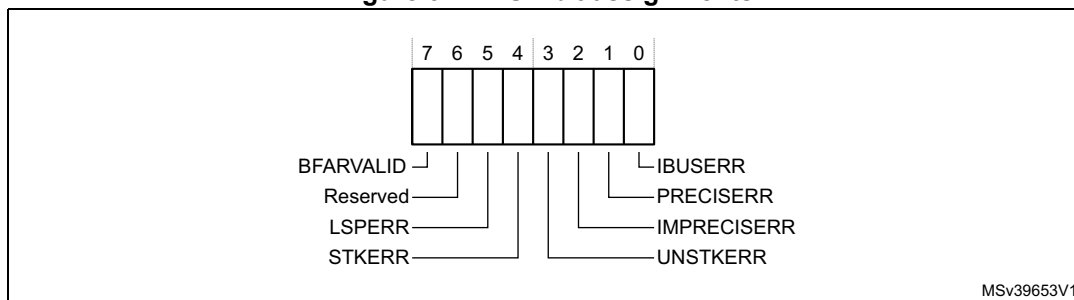 7 6 5 4 3 2 1 0
BFARVALID IBUSERR
Reserved PRECISERR
LSPERR IMPRECISERR
STKERR UNSTKERR
MSv39653V1